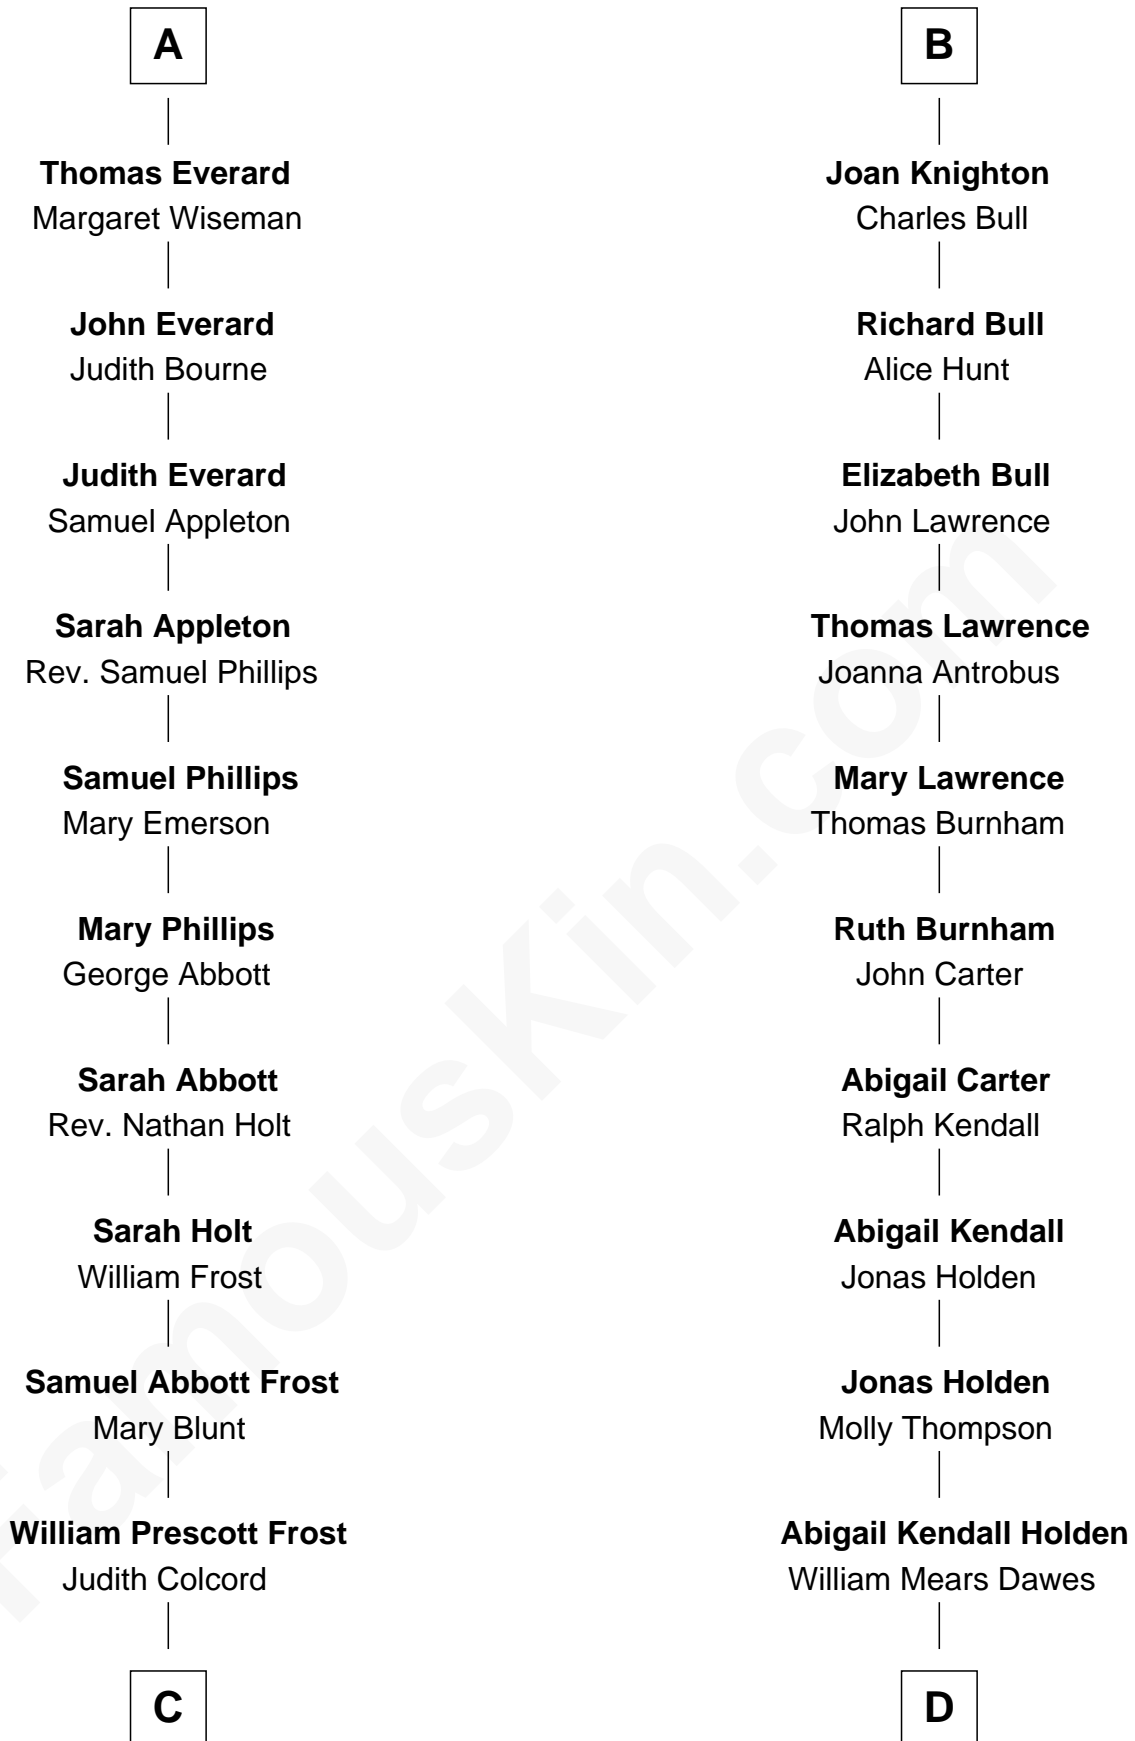 A
Thomas Everard
Margaret Wiseman
John Everard
Judith Bourne
Judith Everard
Samuel Appleton
Sarah Appleton
Rev. Samuel Phillips
Samuel Phillips
Mary Emerson
Mary Phillips
George Abbott
Sarah Abbott
Rev. Nathan Holt
Sarah Holt
William Frost
Samuel Abbott Frost
Mary Blunt
William Prescott Frost
Judith Colcord
C
B
Joan Knighton
Charles Bull
Richard Bull
Alice Hunt
Elizabeth Bull
John Lawrence
Thomas Lawrence
Joanna Antrobus
Mary Lawrence
Thomas Burnham
Ruth Burnham
John Carter
Abigail Carter
Ralph Kendall
Abigail Kendall
Jonas Holden
Jonas Holden
Molly Thompson
Abigail Kendall Holden
William Mears Dawes
D
FamousKin.com